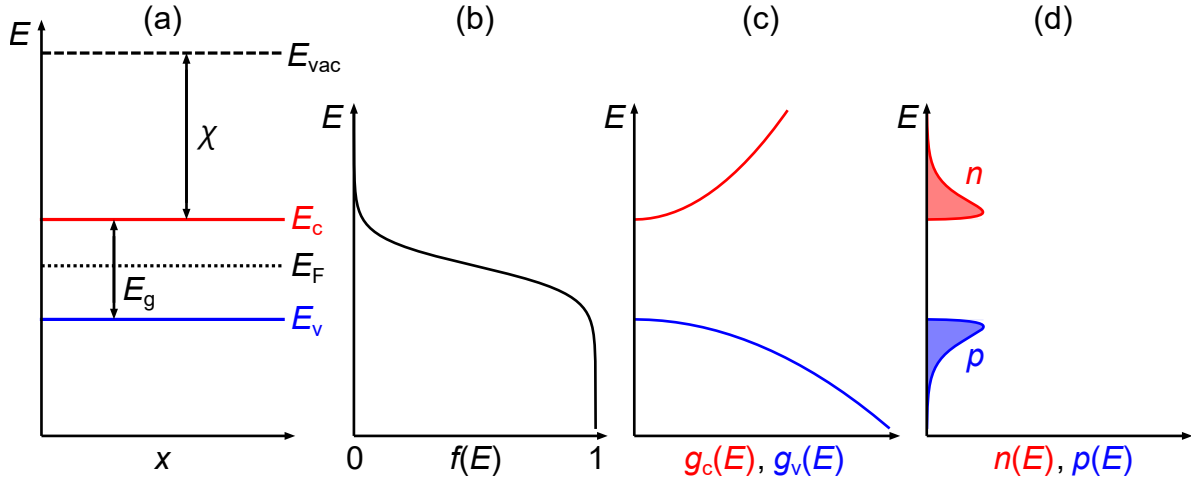 (a)
(b)
(c)
(d)
E
E_vac
χ
E_c
E_F
E_g
E_v
x
E
0
f(E)
1
E
g_c(E), g_v(E)
E
n
p
n(E), p(E)